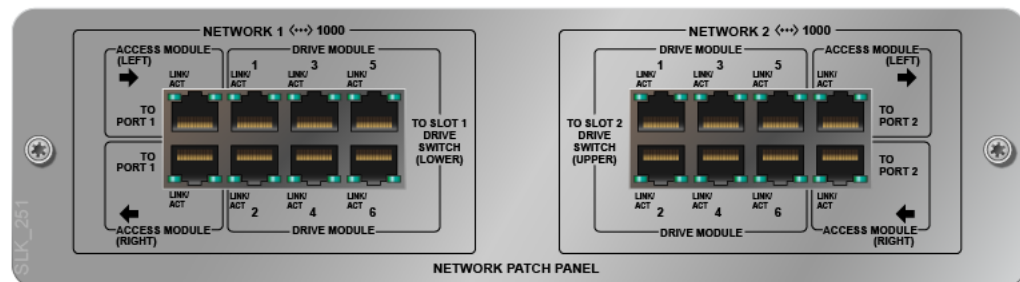 NETWORK 1 <···> 1000
ACCESS MODULE
(LEFT)
DRIVE MODULE
LINK/
ACT
LINK/
ACT
1
LINK/
ACT
3
LINK/
ACT
5
TO
PORT 1
TO SLOT 1
DRIVE
SWITCH
(LOWER)
TO
PORT 1
LINK/
ACT
LINK/
ACT
2
LINK/
ACT
4
LINK/
ACT
6
ACCESS MODULE
(RIGHT)
DRIVE MODULE
NETWORK 2 <···> 1000
DRIVE MODULE
ACCESS MODULE
(LEFT)
LINK/
ACT
1
LINK/
ACT
3
LINK/
ACT
5
LINK/
ACT
TO SLOT 2
DRIVE
SWITCH
(UPPER)
TO
PORT 2
TO
PORT 2
LINK/
ACT
2
LINK/
ACT
4
LINK/
ACT
6
LINK/
ACT
DRIVE MODULE
ACCESS MODULE
(RIGHT)
NETWORK PATCH PANEL
SLK_251